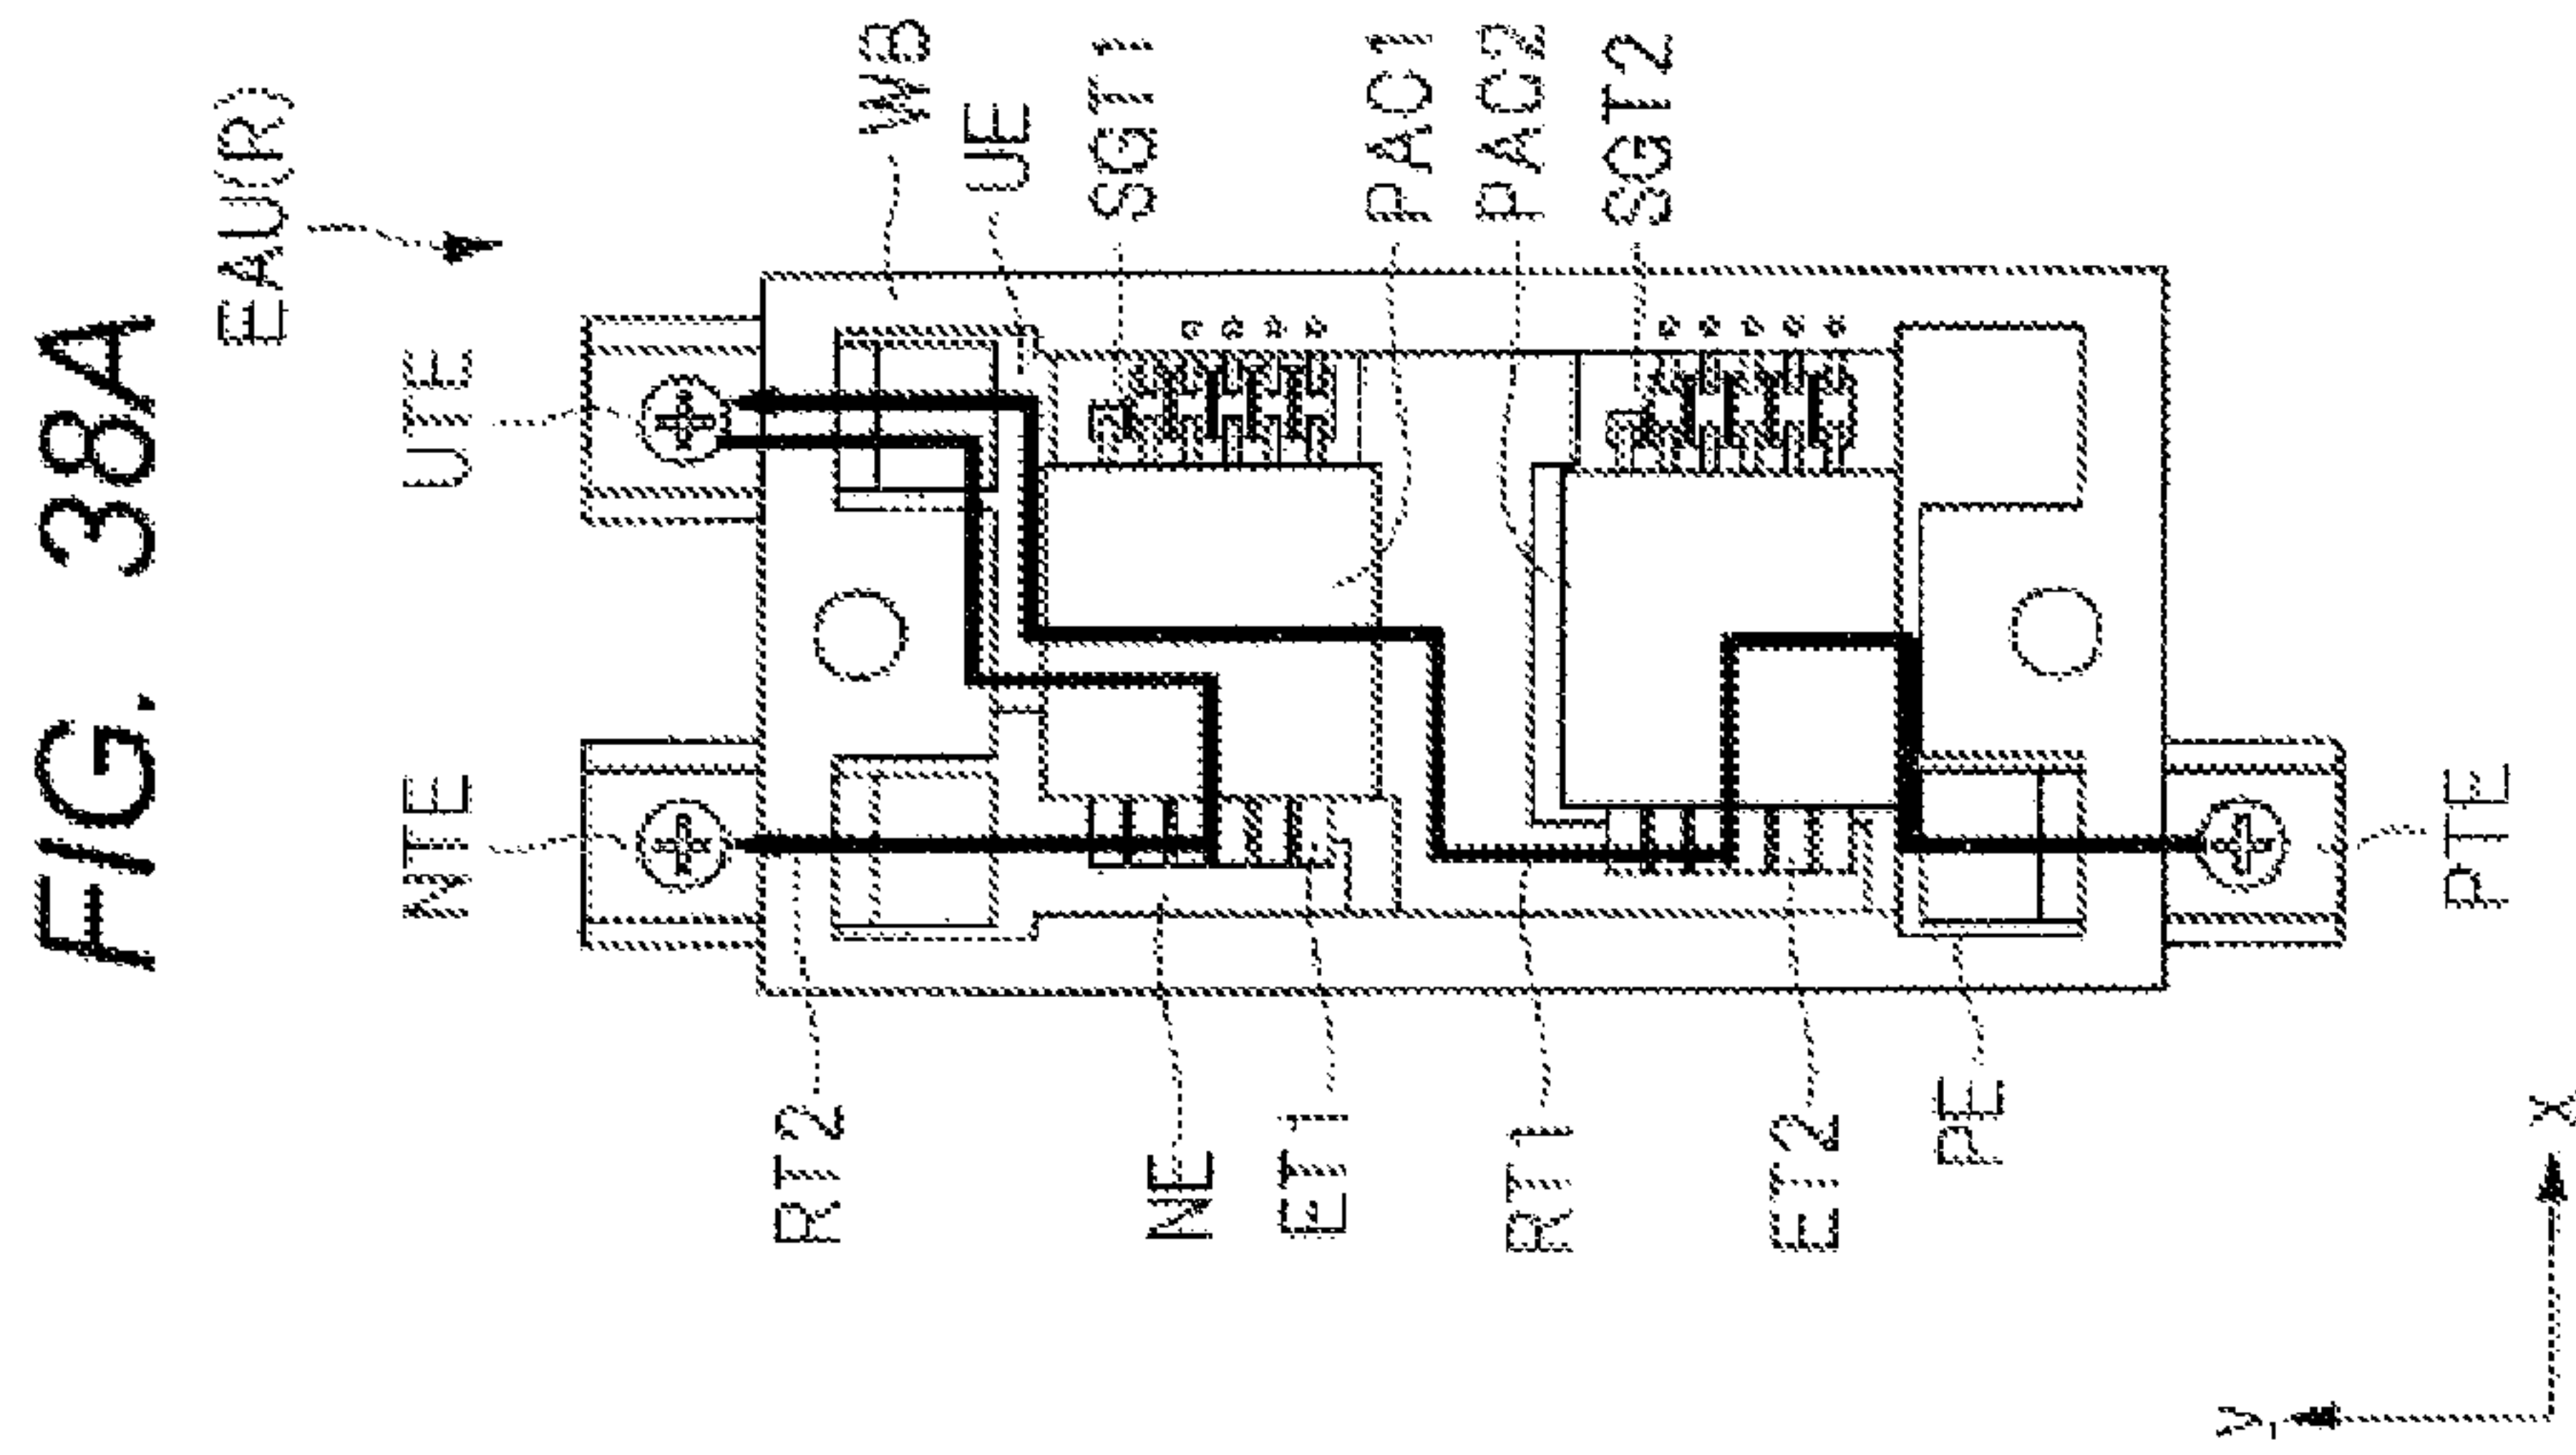 FIG. 38A
EAU(R)
NTE
UTE
RT2
WB
UE
SGT1
NE
ET1
PAC1
PAC2
RT1
SGT2
ET2
PE
y
PTE
X